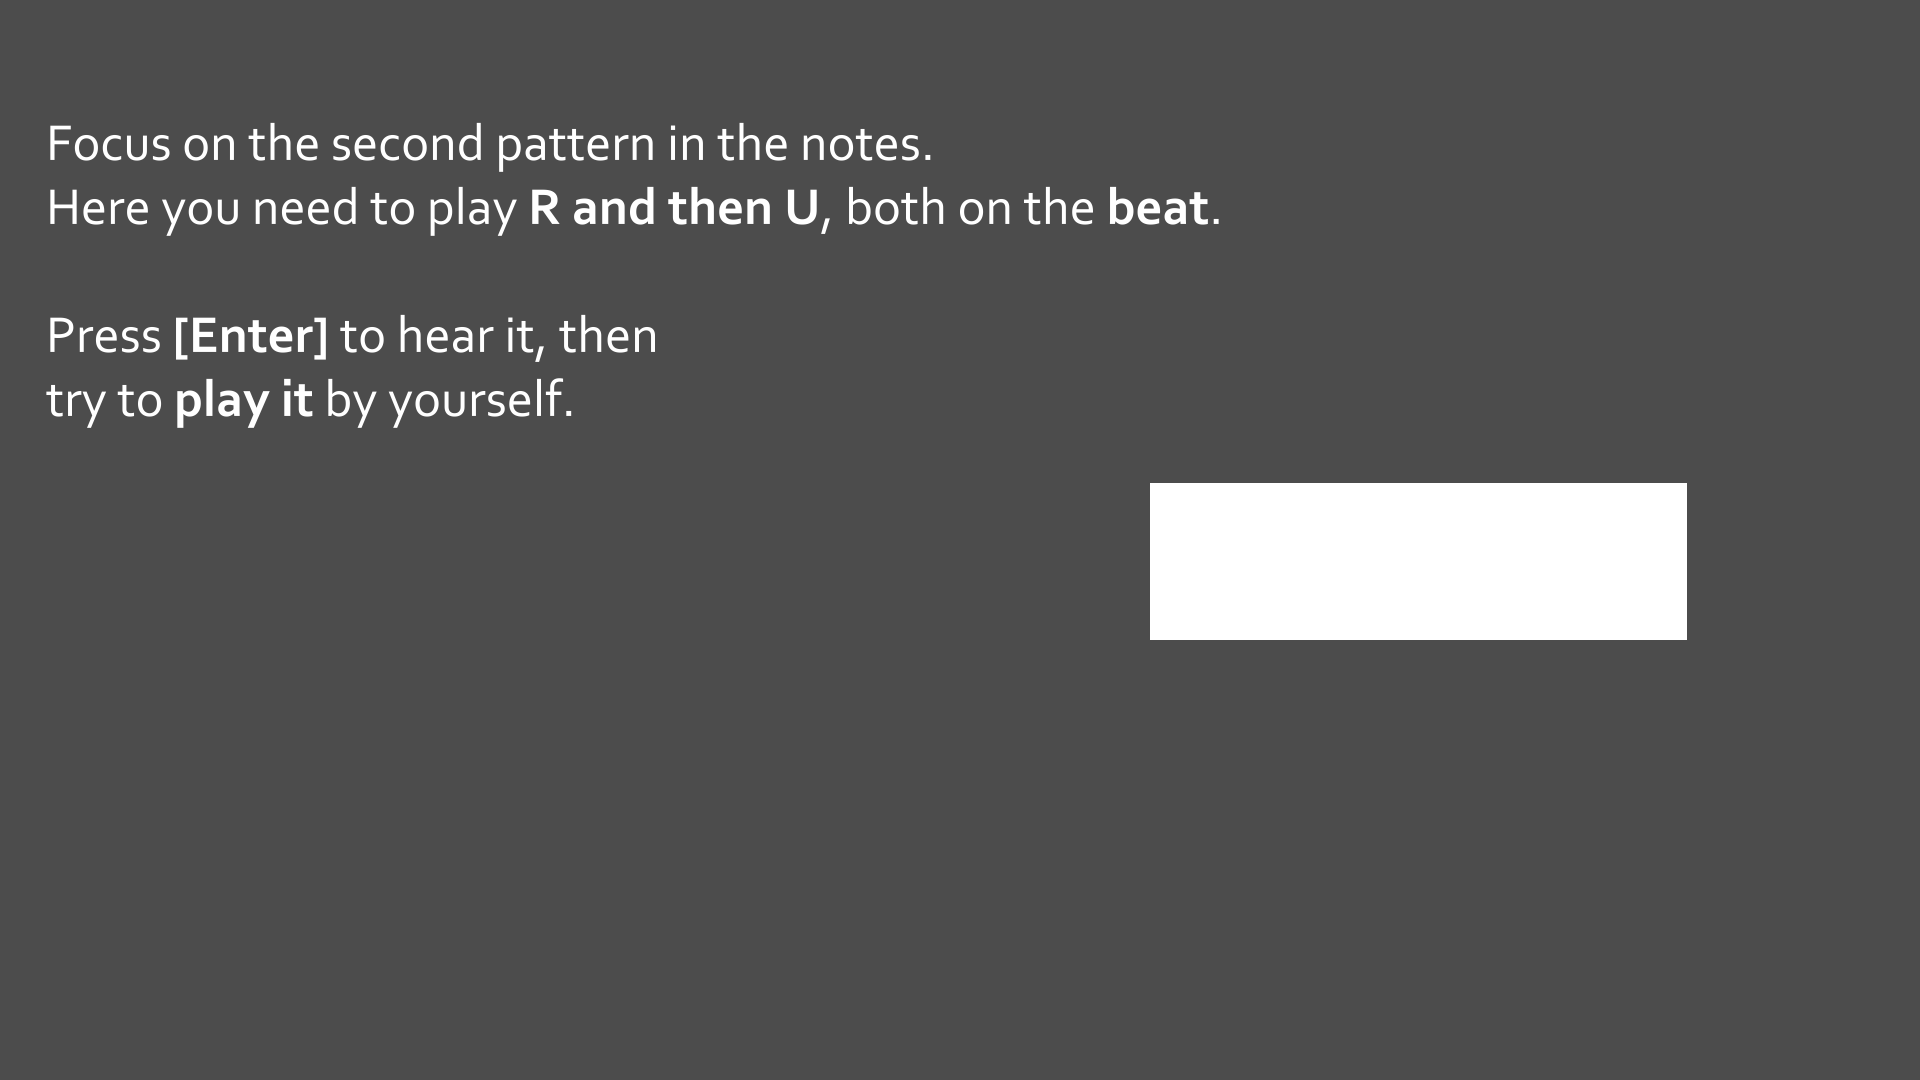 Focus on the second pattern in the notes.
Here you need to play R and then U, both on the beat.
Press [Enter] to hear it, then
try to play it by yourself.